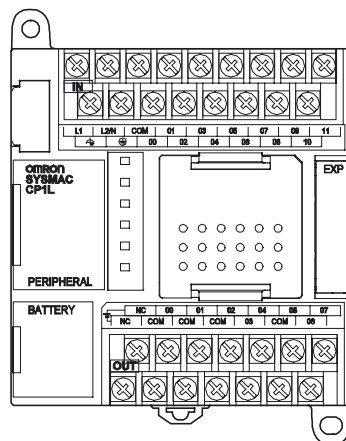 IN
L1 L2/N COM 01 03 05 07 09 11
00 02 04 06 08 10
OMRON
SYSMAC
CP1L
EXP
PERIPHERAL
BATTERY
NC 00 01 02 04 05 07
NC COM COM COM 03 COM 06
OUT